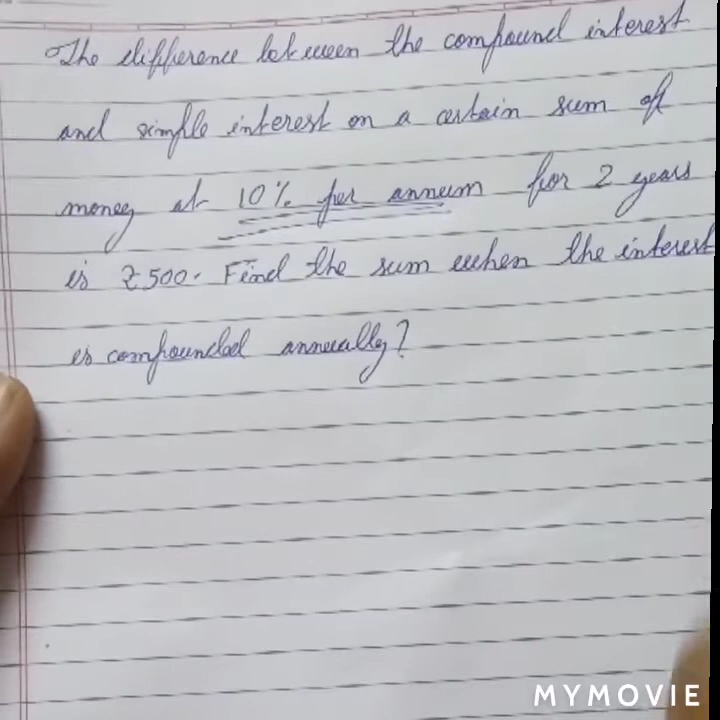 The difference between the compound interest
and simple interest on a certain sum of
money at 10% per annum for 2 years
is ₹500. Find the sum when the interest
is compounded annually?
MYMOVIE